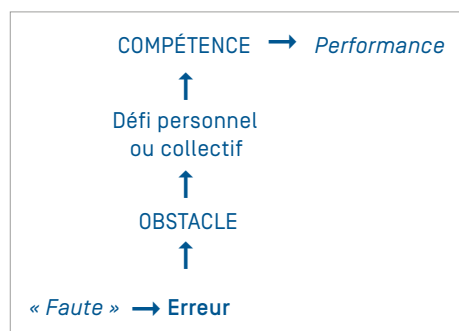 COMPÉTENCE → Performance
Défi personnel
ou collectif
OBSTACLE
« Faute » → Erreur